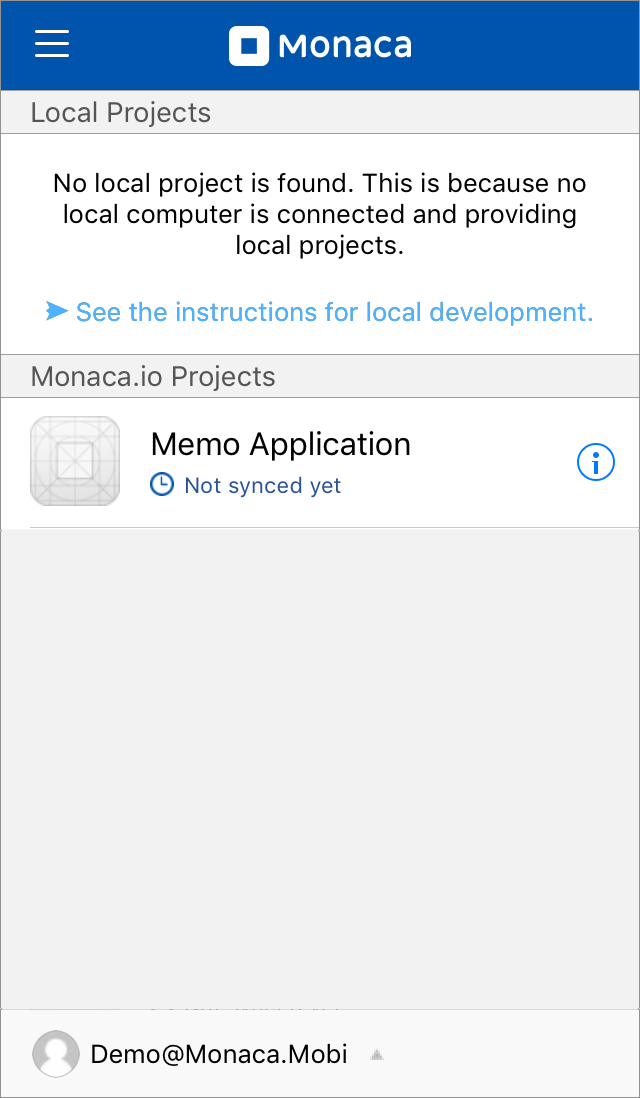 Monaca
Local Projects
No local project is found. This is because no
local computer is connected and providing
local projects.
See the instructions for local development.
Monaca.io Projects
Memo Application
Not synced yet
Demo@Monaca.Mobi